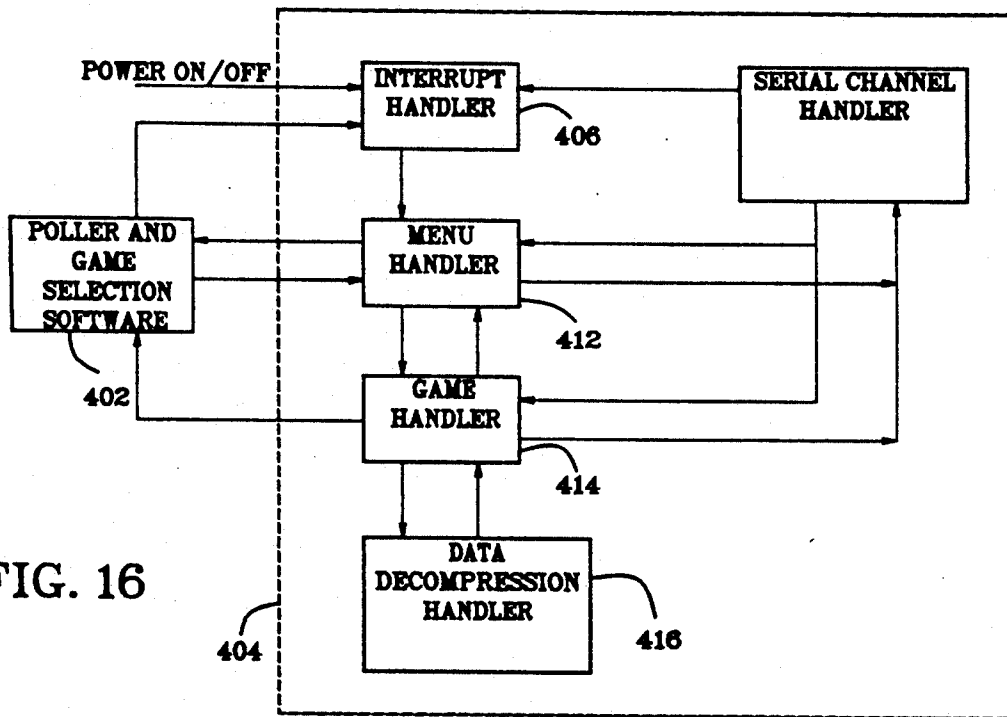 POWER ON/OFF
INTERRUPT
HANDLER
406
SERIAL CHANNEL
HANDLER
POLLER AND
GAME
SELECTION
SOFTWARE
402
MENU
HANDLER
412
GAME
HANDLER
414
DATA
DECOMPRESSION
HANDLER
416
404
FIG. 16